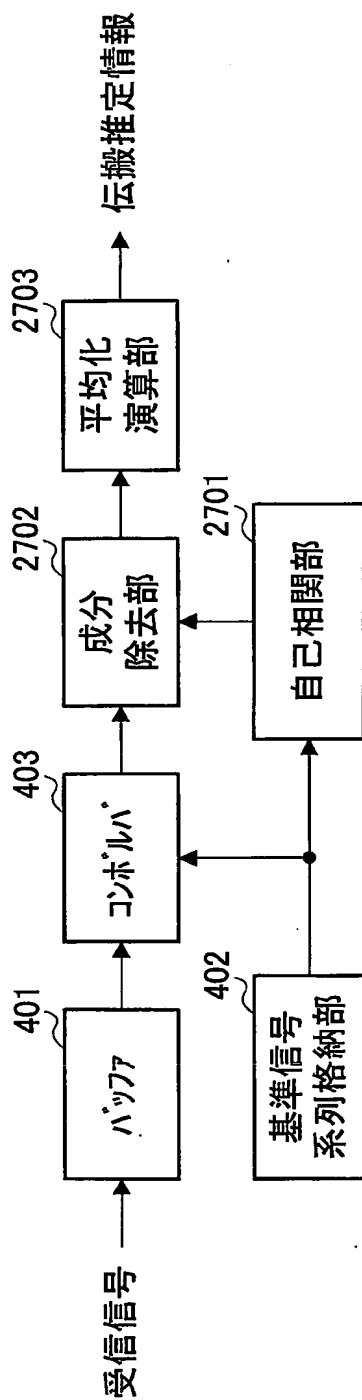 受信信号
401
バッファ
403
コンボルバ
2702
成分
除去部
2703
平均化
演算部
伝搬推定情報
402
基準信号
系列格納部
2701
自己相関部